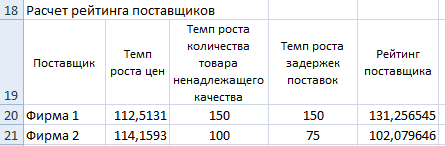 18 Расчет рейтинга поставщиков
19 Поставщик
Темп
роста цен
Темп роста
количества
товара
ненадлежащего
качества
Темп роста
задержек
поставок
Рейтинг
поставщика
20 Фирма 1 112,5131 150 150 131,256545
21 Фирма 2 114,1593 100 75 102,079646